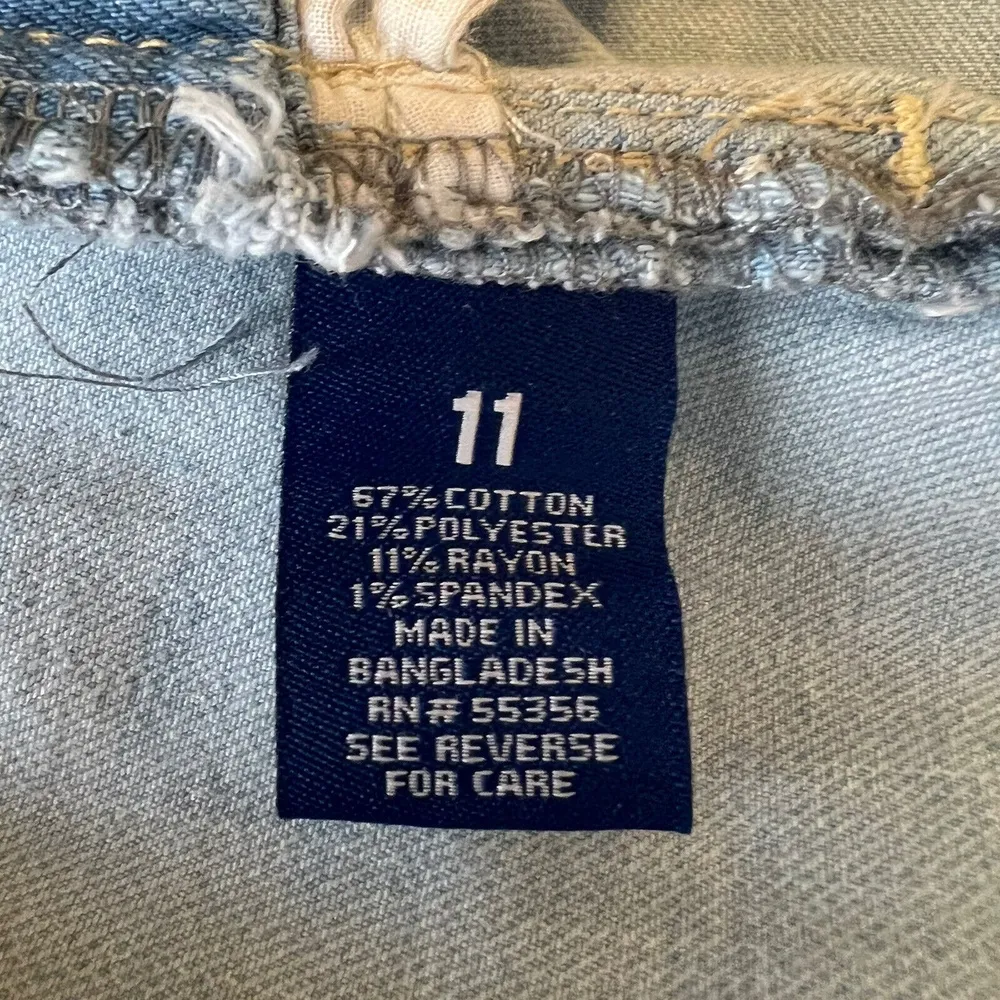 11
67% COTTON
21% POLYESTER
11% RAYON
1% SPANDEX
MADE IN
BANGLADESH
RN# 55356
SEE REVERSE
FOR CARE